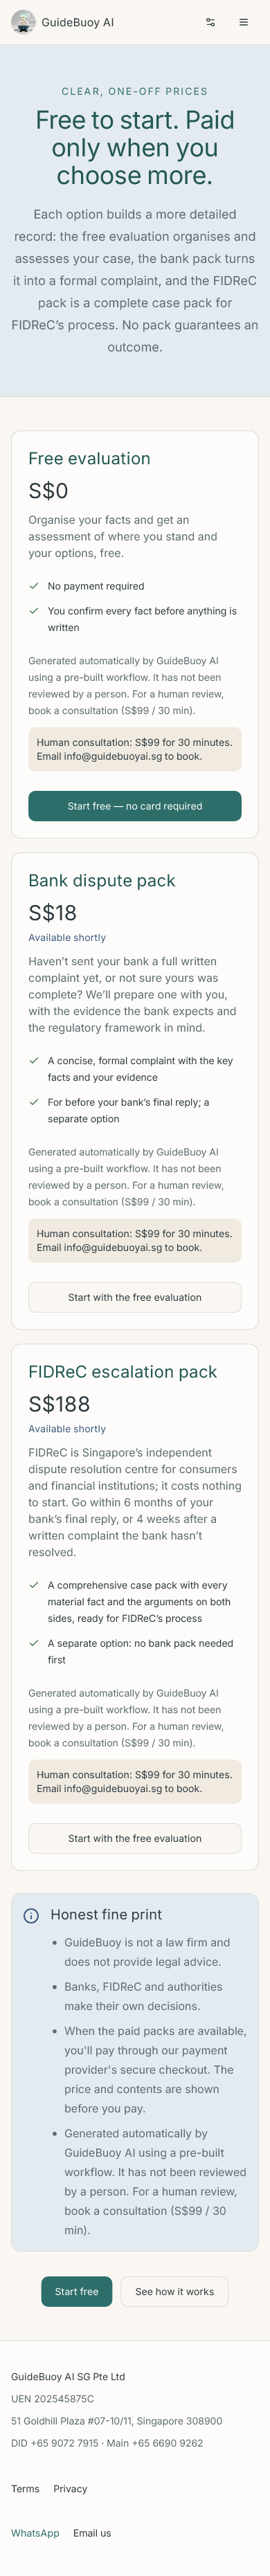 GuideBuoy AI
CLEAR, ONE-OFF PRICES
Free to start. Paid
only when you
choose more.
Each option builds a more detailed
record: the free evaluation organises and
assesses your case, the bank pack turns
it into a formal complaint, and the FIDReC
pack is a complete case pack for
FIDReC's process. No pack guarantees an
outcome.
Free evaluation
S$0
Organise your facts and get an
assessment of where you stand and
your options, free.
No payment required
You confirm every fact before anything is
written
Generated automatically by GuideBuoy AI
using a pre-built workflow. It has not been
reviewed by a person. For a human review,
book a consultation (S$99 / 30 min).
Human consultation: S$99 for 30 minutes.
Email info@guidebuoyai.sg to book.
Start free — no card required
Bank dispute pack
S$18
Available shortly
Haven't sent your bank a full written
complaint yet, or not sure yours was
complete? We'll prepare one with you,
with the evidence the bank expects and
the regulatory framework in mind.
A concise, formal complaint with the key
facts and your evidence
For before your bank's final reply; a
separate option
Generated automatically by GuideBuoy AI
using a pre-built workflow. It has not been
reviewed by a person. For a human review,
book a consultation (S$99 / 30 min).
Human consultation: S$99 for 30 minutes.
Email info@guidebuoyai.sg to book.
Start with the free evaluation
FIDReC escalation pack
S$188
Available shortly
FIDReC is Singapore's independent
dispute resolution centre for consumers
and financial institutions; it costs nothing
to start. Go within 6 months of your
bank's final reply, or 4 weeks after a
written complaint the bank hasn't
resolved.
A comprehensive case pack with every
material fact and the arguments on both
sides, ready for FIDReC's process
A separate option: no bank pack needed
first
Generated automatically by GuideBuoy AI
using a pre-built workflow. It has not been
reviewed by a person. For a human review,
book a consultation (S$99 / 30 min).
Human consultation: S$99 for 30 minutes.
Email info@guidebuoyai.sg to book.
Start with the free evaluation
Honest fine print
• GuideBuoy is not a law firm and
does not provide legal advice.
• Banks, FIDReC and authorities
make their own decisions.
• When the paid packs are available,
you'll pay through our payment
provider's secure checkout. The
price and contents are shown
before you pay.
• Generated automatically by
GuideBuoy AI using a pre-built
workflow. It has not been reviewed
by a person. For a human review,
book a consultation (S$99 / 30
min).
Start free See how it works
GuideBuoy AI SG Pte Ltd
UEN 202545875C
51 Goldhill Plaza #07-10/11, Singapore 308900
DID +65 9072 7915 · Main +65 6690 9262
Terms Privacy
WhatsApp Email us